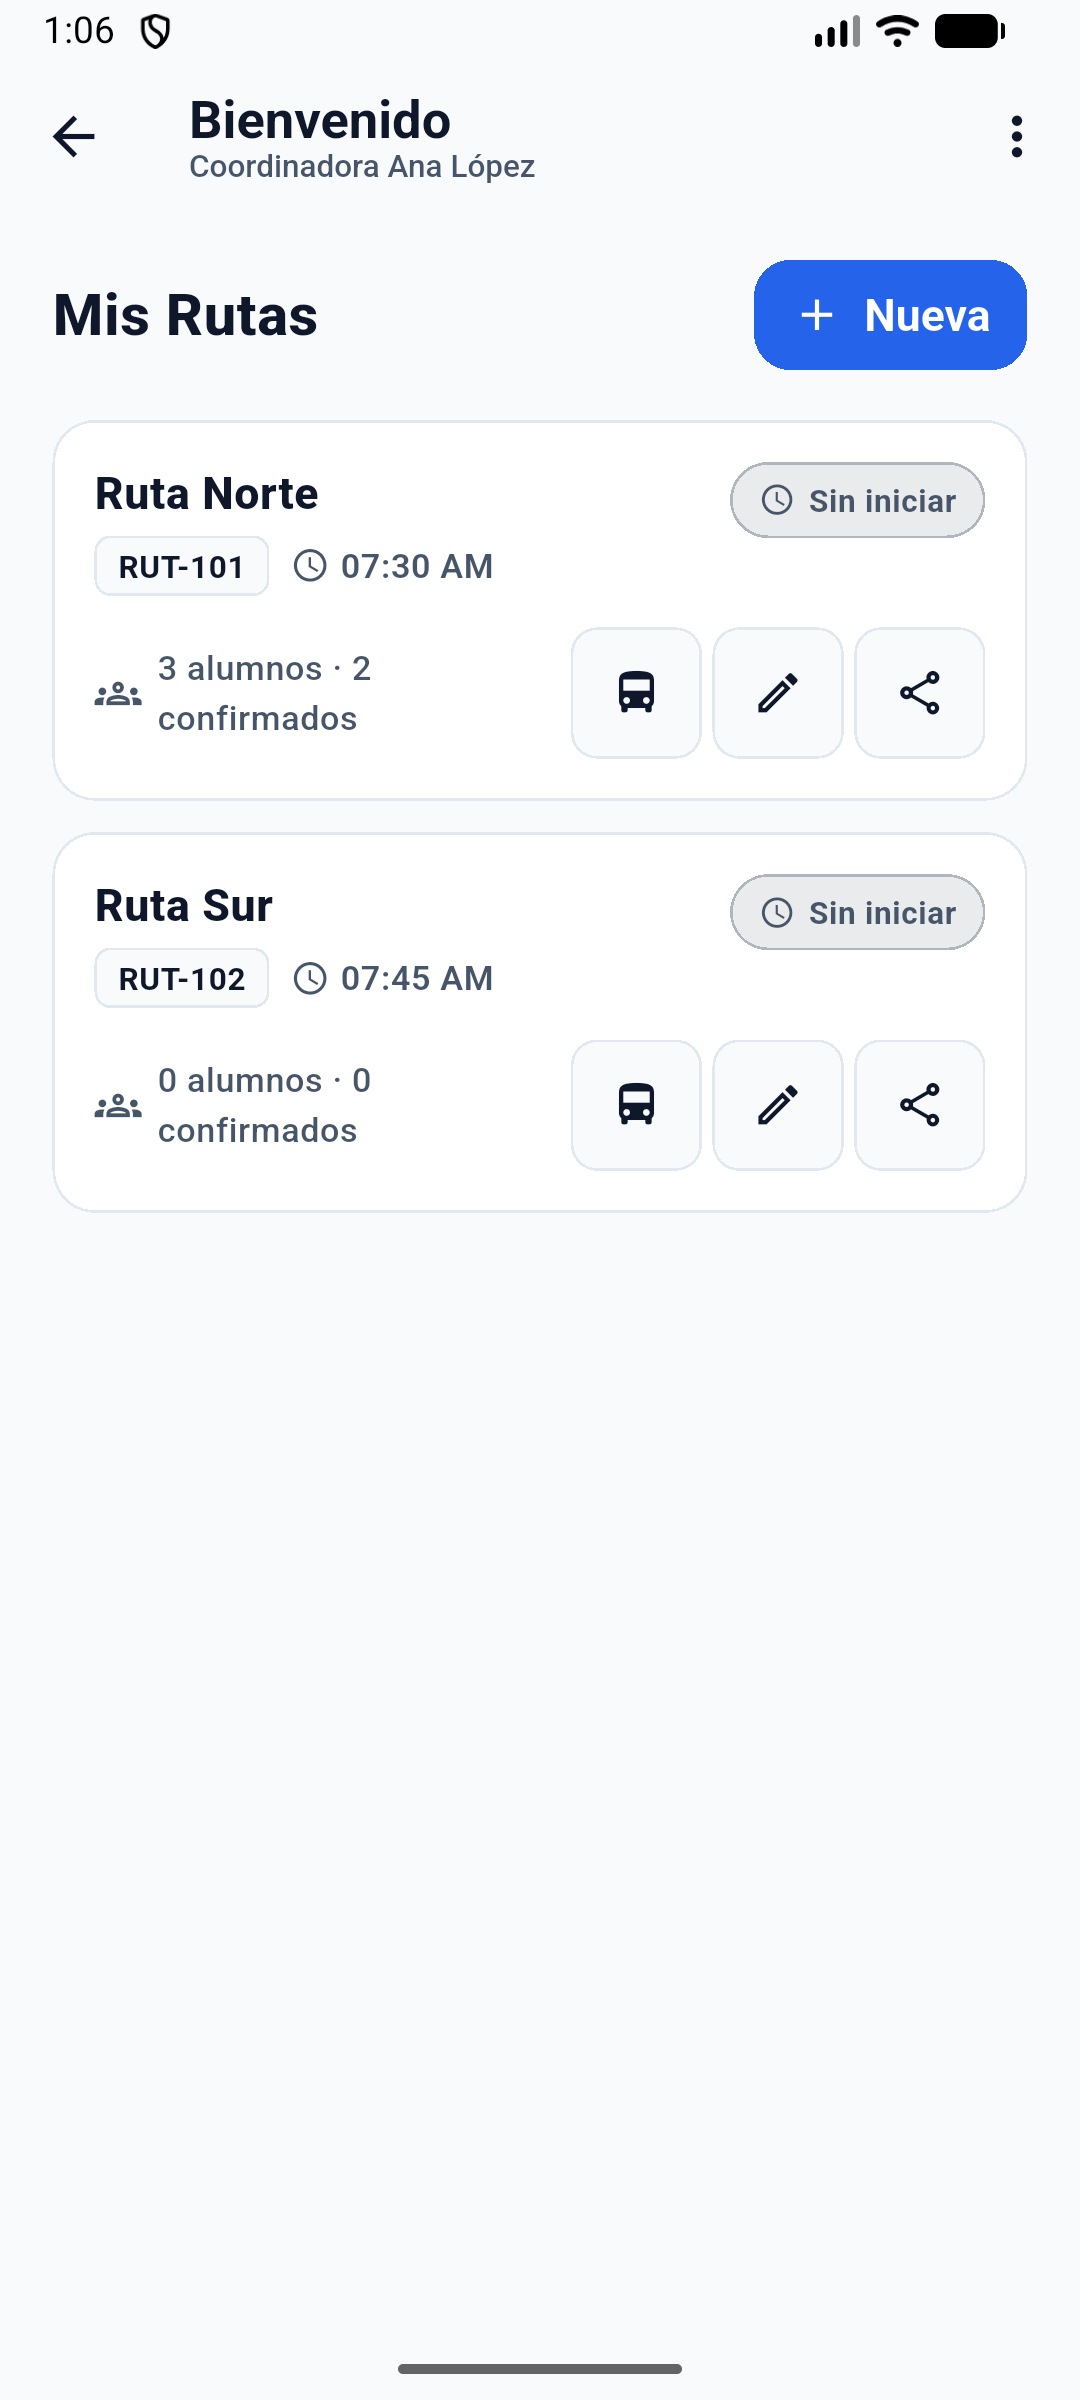 1:06
Bienvenido
Coordinadora Ana López
Mis Rutas
+ Nueva
Ruta Norte
Sin iniciar
RUT-101
07:30 AM
3 alumnos · 2
confirmados
Ruta Sur
Sin iniciar
RUT-102
07:45 AM
0 alumnos · 0
confirmados